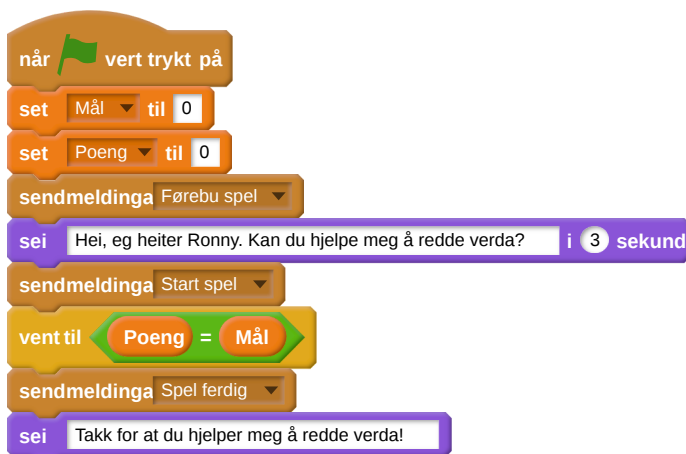 når vert trykt på
set Mål til 0
set Poeng til 0
sendmeldinga Førebu spel
sei Hei, eg heiter Ronny. Kan du hjelpe meg å redde verda? i 3 sekund
sendmeldinga Start spel
vent til Poeng = Mål
sendmeldinga Spel ferdig
sei Takk for at du hjelper meg å redde verda!